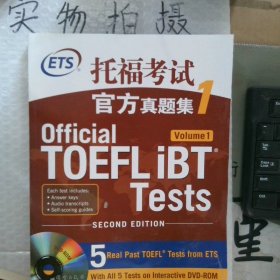 实物拍摄
ETS
托福考试
官方真题集1
Official
Volume 1
TOEFL iBT®
Tests
SECOND EDITION
Each test includes:
• Answer keys
• Audio transcripts
• Self-scoring guides
5 Real Past TOEFL® Tests from ETS
With All 5 Tests on Interactive DVD-ROM
里